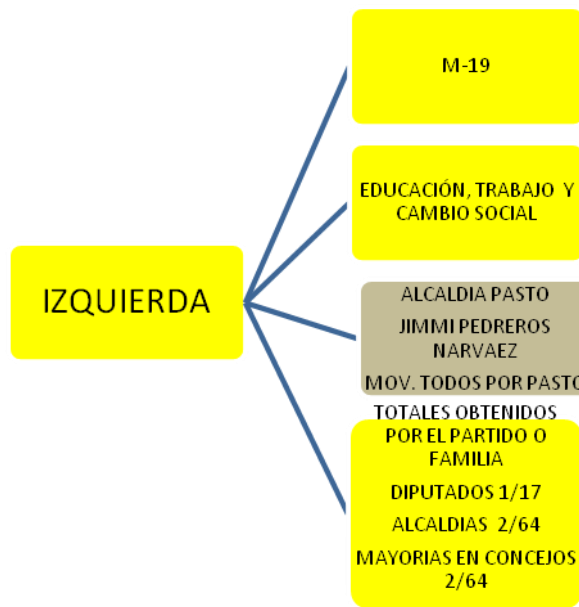 M-19
EDUCACIÓN, TRABAJO Y
CAMBIO SOCIAL
IZQUIERDA
ALCALDIA PASTO
JIMMI PEDREROS
NARVAEZ
MOV. TODOS POR PASTO
TOTALES OBTENIDOS
POR EL PARTIDO O
FAMILIA
DIPUTADOS 1/17
ALCALDIAS 2/64
MAYORIAS EN CONCEJOS
2/64